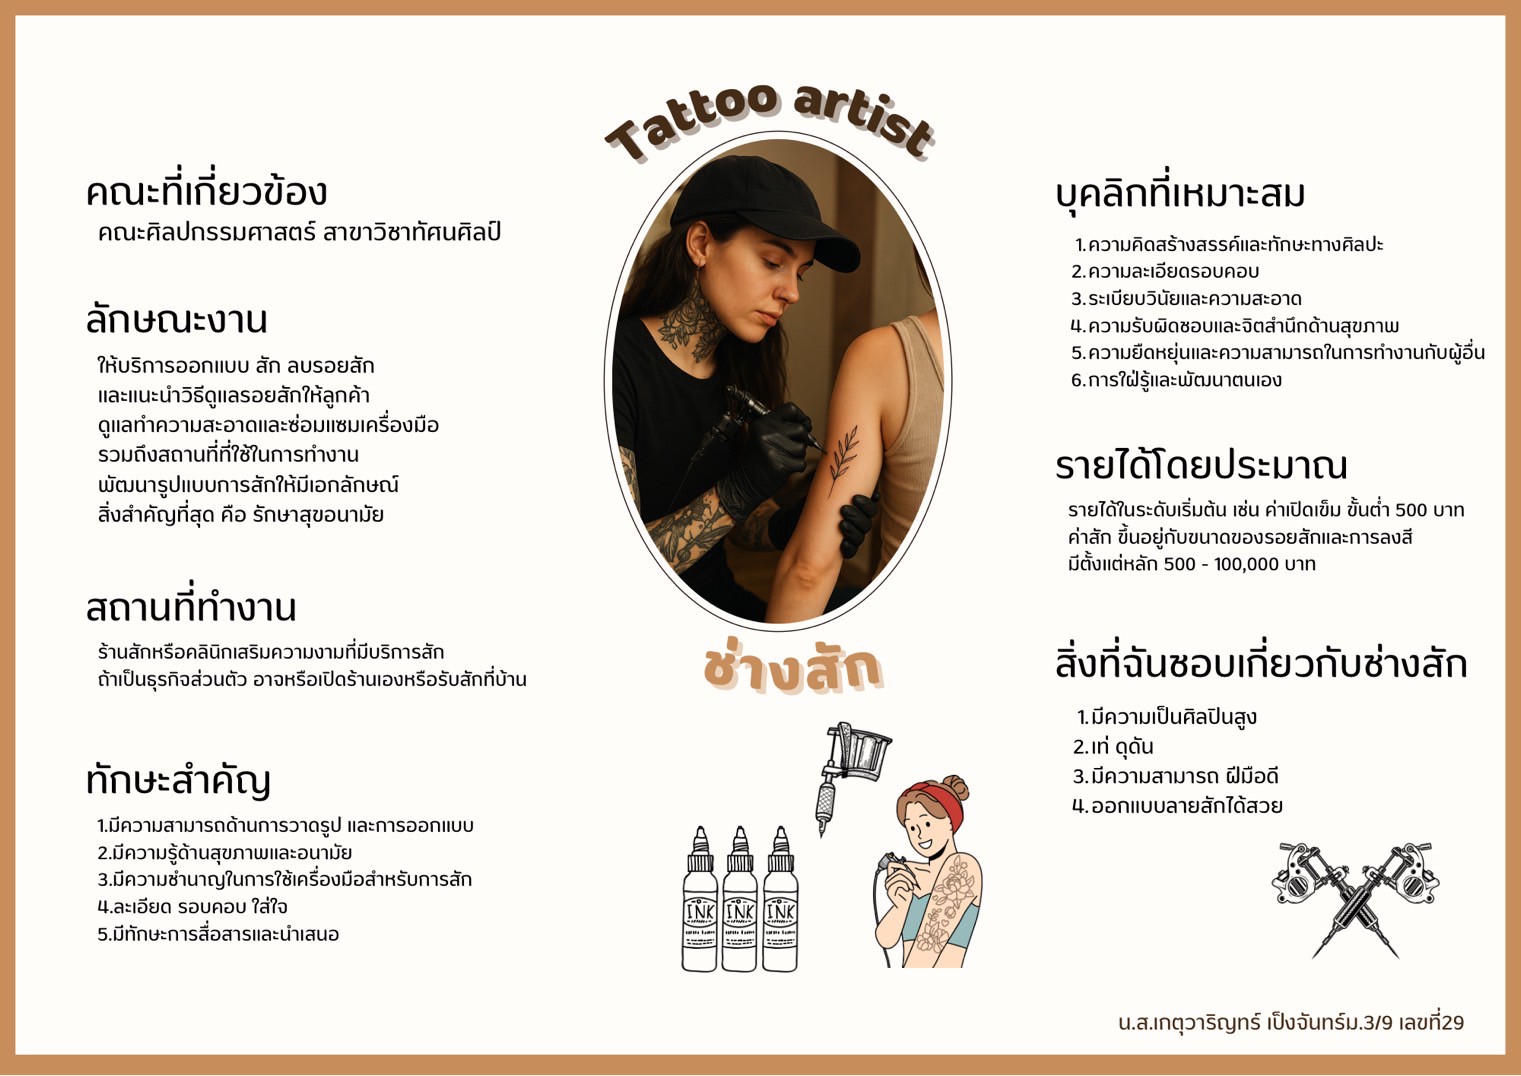 Tattoo artist
คณะที่เกี่ยวข้อง
คณะศิลปกรรมศาสตร์ สาขาวิชาทัศนศิลป์
ลักษณะงาน
ให้บริการออกแบบ สัก ลบรอยสัก
และแนะนำวิธีดูแลรอยสักให้ลูกค้า
ดูแลทำความสะอาดและซ่อมแซมเครื่องมือ
รวมถึงสถานที่ที่ใช้ในการทำงาน
พัฒนารูปแบบการสักให้มีเอกลักษณ์
สิ่งสำคัญที่สุด คือ รักษาสุขอนามัย
สถานที่ทำงาน
ร้านสักหรือคลินิกเสริมความงามที่มีบริการสัก
ถ้าเป็นธุรกิจส่วนตัว อาจหรือเปิดร้านเองหรือรับสักที่บ้าน
ทักษะสำคัญ
1.มีความสามารถด้านการวาดรูป และการออกแบบ
2.มีความรู้ด้านสุขภาพและอนามัย
3.มีความชำนาญในการใช้เครื่องมือสำหรับการสัก
4.ละเอียด รอบคอบ ใส่ใจ
5.มีทักษะการสื่อสารและนำเสนอ
ช่างสัก
INK INK INK
บุคลิกที่เหมาะสม
1.ความคิดสร้างสรรค์และทักษะทางศิลปะ
2.ความละเอียดรอบคอบ
3.ระเบียบวินัยและความสะอาด
4.ความรับผิดชอบและจิตสำนึกด้านสุขภาพ
5.ความยืดหยุ่นและความสามารถในการทำงานกับผู้อื่น
6.การใฝ่รู้และพัฒนาตนเอง
รายได้โดยประมาณ
รายได้ในระดับเริ่มต้น เช่น ค่าเปิดเข็ม ขั้นต่ำ 500 บาท
ค่าสัก ขึ้นอยู่กับขนาดของรอยสักและการลงสี
มีตั้งแต่หลัก 500 - 100,000 บาท
สิ่งที่ฉันชอบเกี่ยวกับช่างสัก
1.มีความเป็นศิลปินสูง
2.เท่ ดุดัน
3.มีความสามารถ ฝีมือดี
4.ออกแบบลายสักได้สวย
น.ส.เกตุวาริญทร์ เป็งจันทร์ม.3/9 เลขที่29